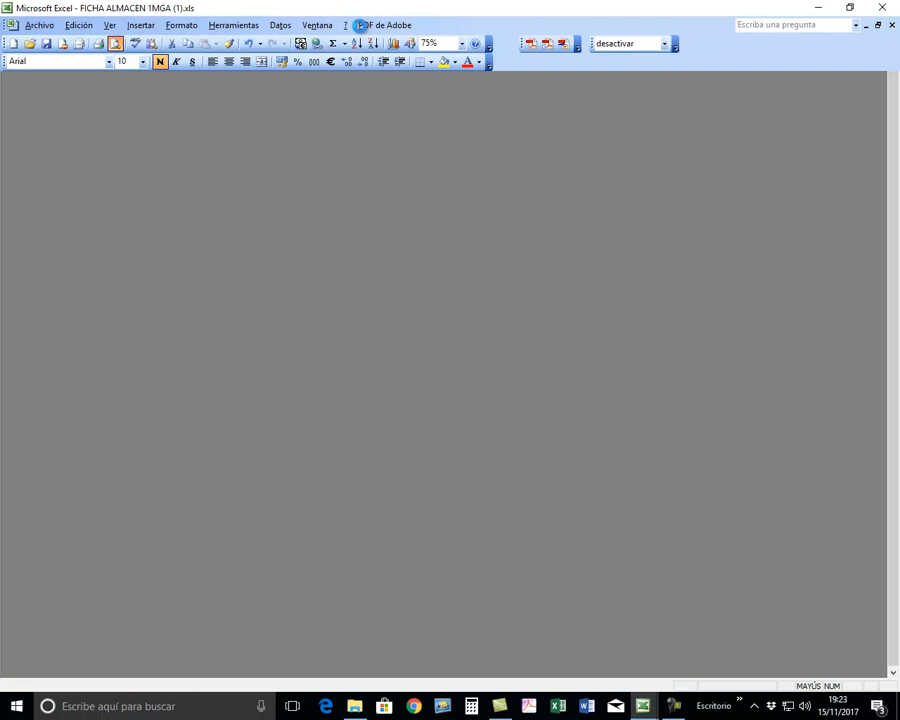 Microsoft Excel - FICHA ALMACEN 1MGA (1).xls
Archivo Edición Ver Insertar Formato Herramientas Datos Ventana ? PDF de Adobe Escriba una pregunta
75% desactivar
Arial 10 N K S % 000 €
MAYÚS NUM
Escribe aquí para buscar Escritorio 19:23
15/11/2017
3